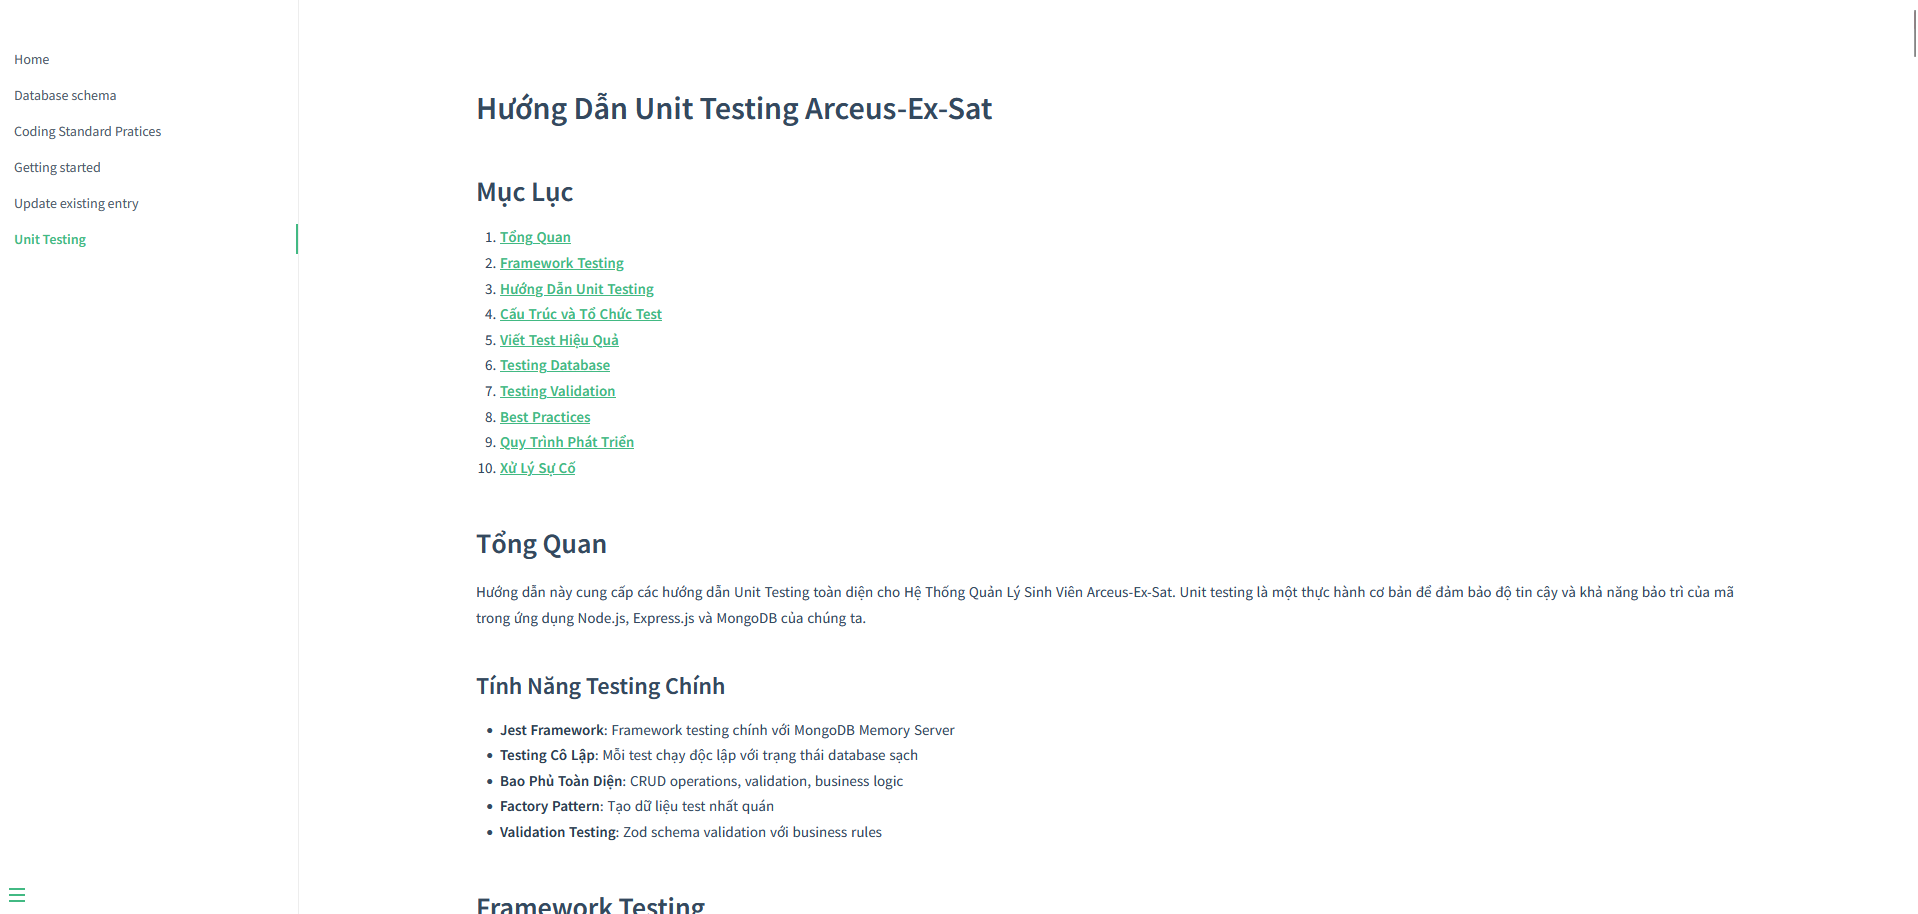 Home
Database schema
Coding Standard Pratices
Getting started
Update existing entry
Unit Testing
Hướng Dẫn Unit Testing Arceus-Ex-Sat
Mục Lục
1. Tổng Quan
2. Framework Testing
3. Hướng Dẫn Unit Testing
4. Cấu Trúc và Tổ Chức Test
5. Viết Test Hiệu Quả
6. Testing Database
7. Testing Validation
8. Best Practices
9. Quy Trình Phát Triển
10. Xử Lý Sự Cố
Tổng Quan
Hướng dẫn này cung cấp các hướng dẫn Unit Testing toàn diện cho Hệ Thống Quản Lý Sinh Viên Arceus-Ex-Sat. Unit testing là một thực hành cơ bản để đảm bảo độ tin cậy và khả năng bảo trì của mã
trong ứng dụng Node.js, Express.js và MongoDB của chúng ta.
Tính Năng Testing Chính
• Jest Framework: Framework testing chính với MongoDB Memory Server
• Testing Cô Lập: Mỗi test chạy độc lập với trạng thái database sạch
• Bao Phủ Toàn Diện: CRUD operations, validation, business logic
• Factory Pattern: Tạo dữ liệu test nhất quán
• Validation Testing: Zod schema validation với business rules
Framework Testing